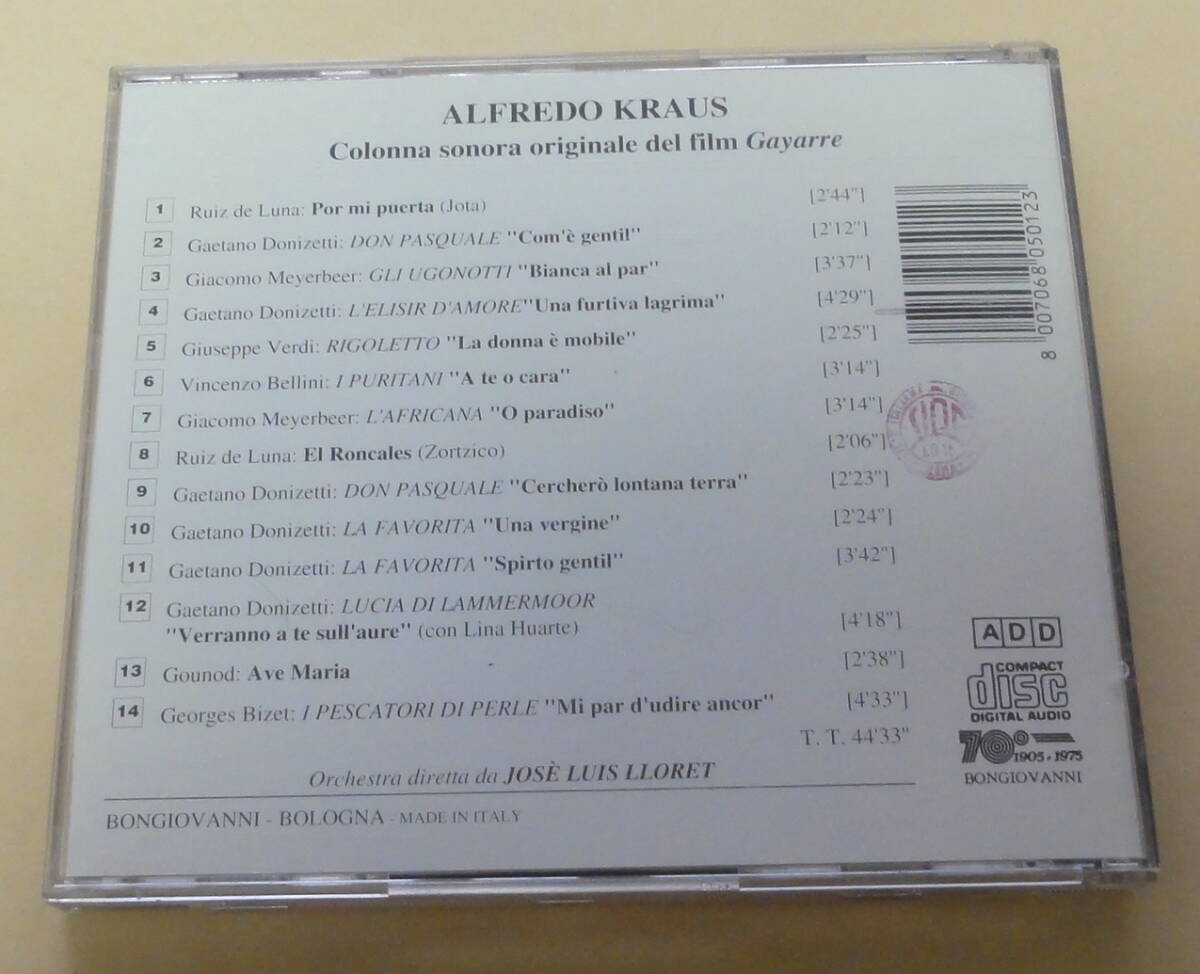 ALFREDO KRAUS
Colonna sonora originale del film Gayarre
1 Ruiz de Luna: Por mi puerta (Jota) [2'44"]
2 Gaetano Donizetti: DON PASQUALE "Com'è gentil" [2'12"]
3 Giacomo Meyerbeer: GLI UGONOTTI "Bianca al par" [3'37"]
4 Gaetano Donizetti: L'ELISIR D'AMORE "Una furtiva lagrima" [4'29"]
5 Giuseppe Verdi: RIGOLETTO "La donna è mobile" [2'25"]
6 Vincenzo Bellini: I PURITANI "A te o cara" [3'14"]
7 Giacomo Meyerbeer: L'AFRICANA "O paradiso" [3'14"]
8 Ruiz de Luna: El Roncales (Zortzico) [2'06"]
9 Gaetano Donizetti: DON PASQUALE "Cercherò lontana terra" [2'23"]
10 Gaetano Donizetti: LA FAVORITA "Una vergine" [2'24"]
11 Gaetano Donizetti: LA FAVORITA "Spirto gentil" [3'42"]
12 Gaetano Donizetti: LUCIA DI LAMMERMOOR
"Verranno a te sull'aure" (con Lina Huarte) [4'18"]
13 Gounod: Ave Maria [2'38"]
14 Georges Bizet: I PESCATORI DI PERLE "Mi par d'udire ancor" [4'33"]
T. T. 44'33"
Orchestra diretta da JOSÈ LUIS LLORET
BONGIOVANNI - BOLOGNA - MADE IN ITALY
8 007068 050123
ADD
COMPACT
disc
DIGITAL AUDIO
70° 1905-1975
BONGIOVANNI